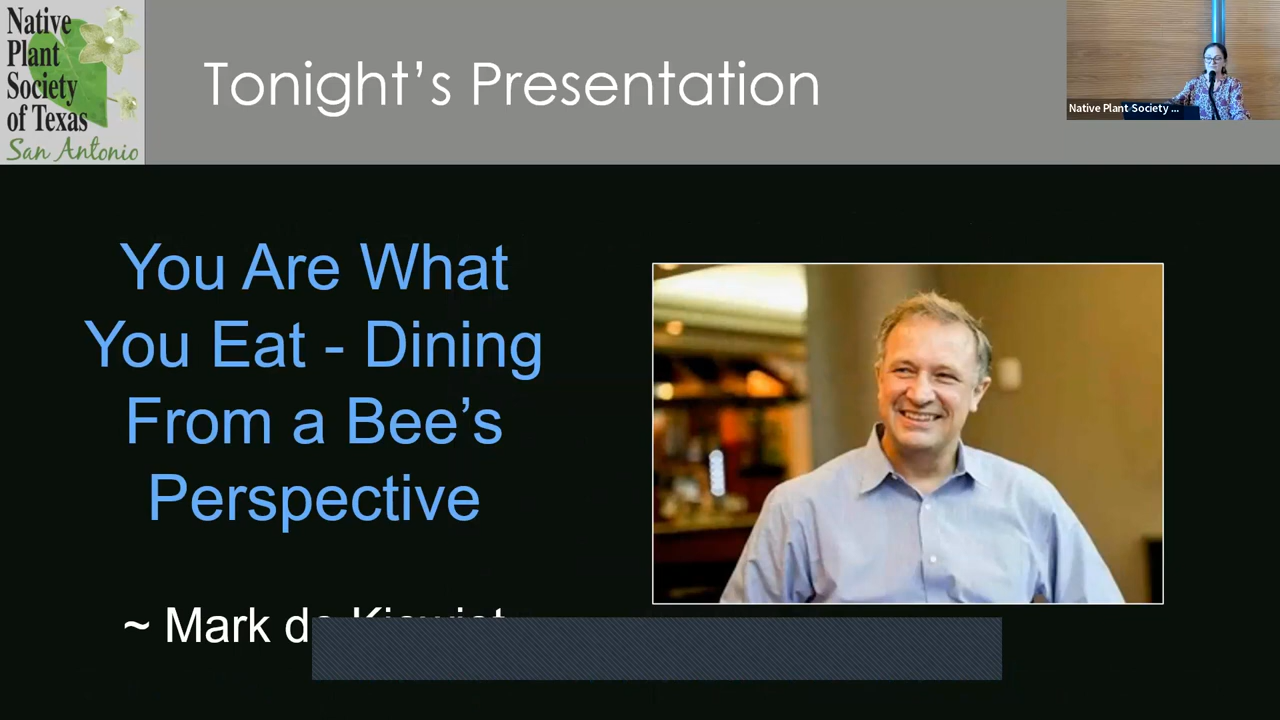 Native
Plant
Society
of Texas
San Antonio
Tonight's Presentation
Native Plant Society ...
You Are What
You Eat - Dining
From a Bee's
Perspective
~ Mark de